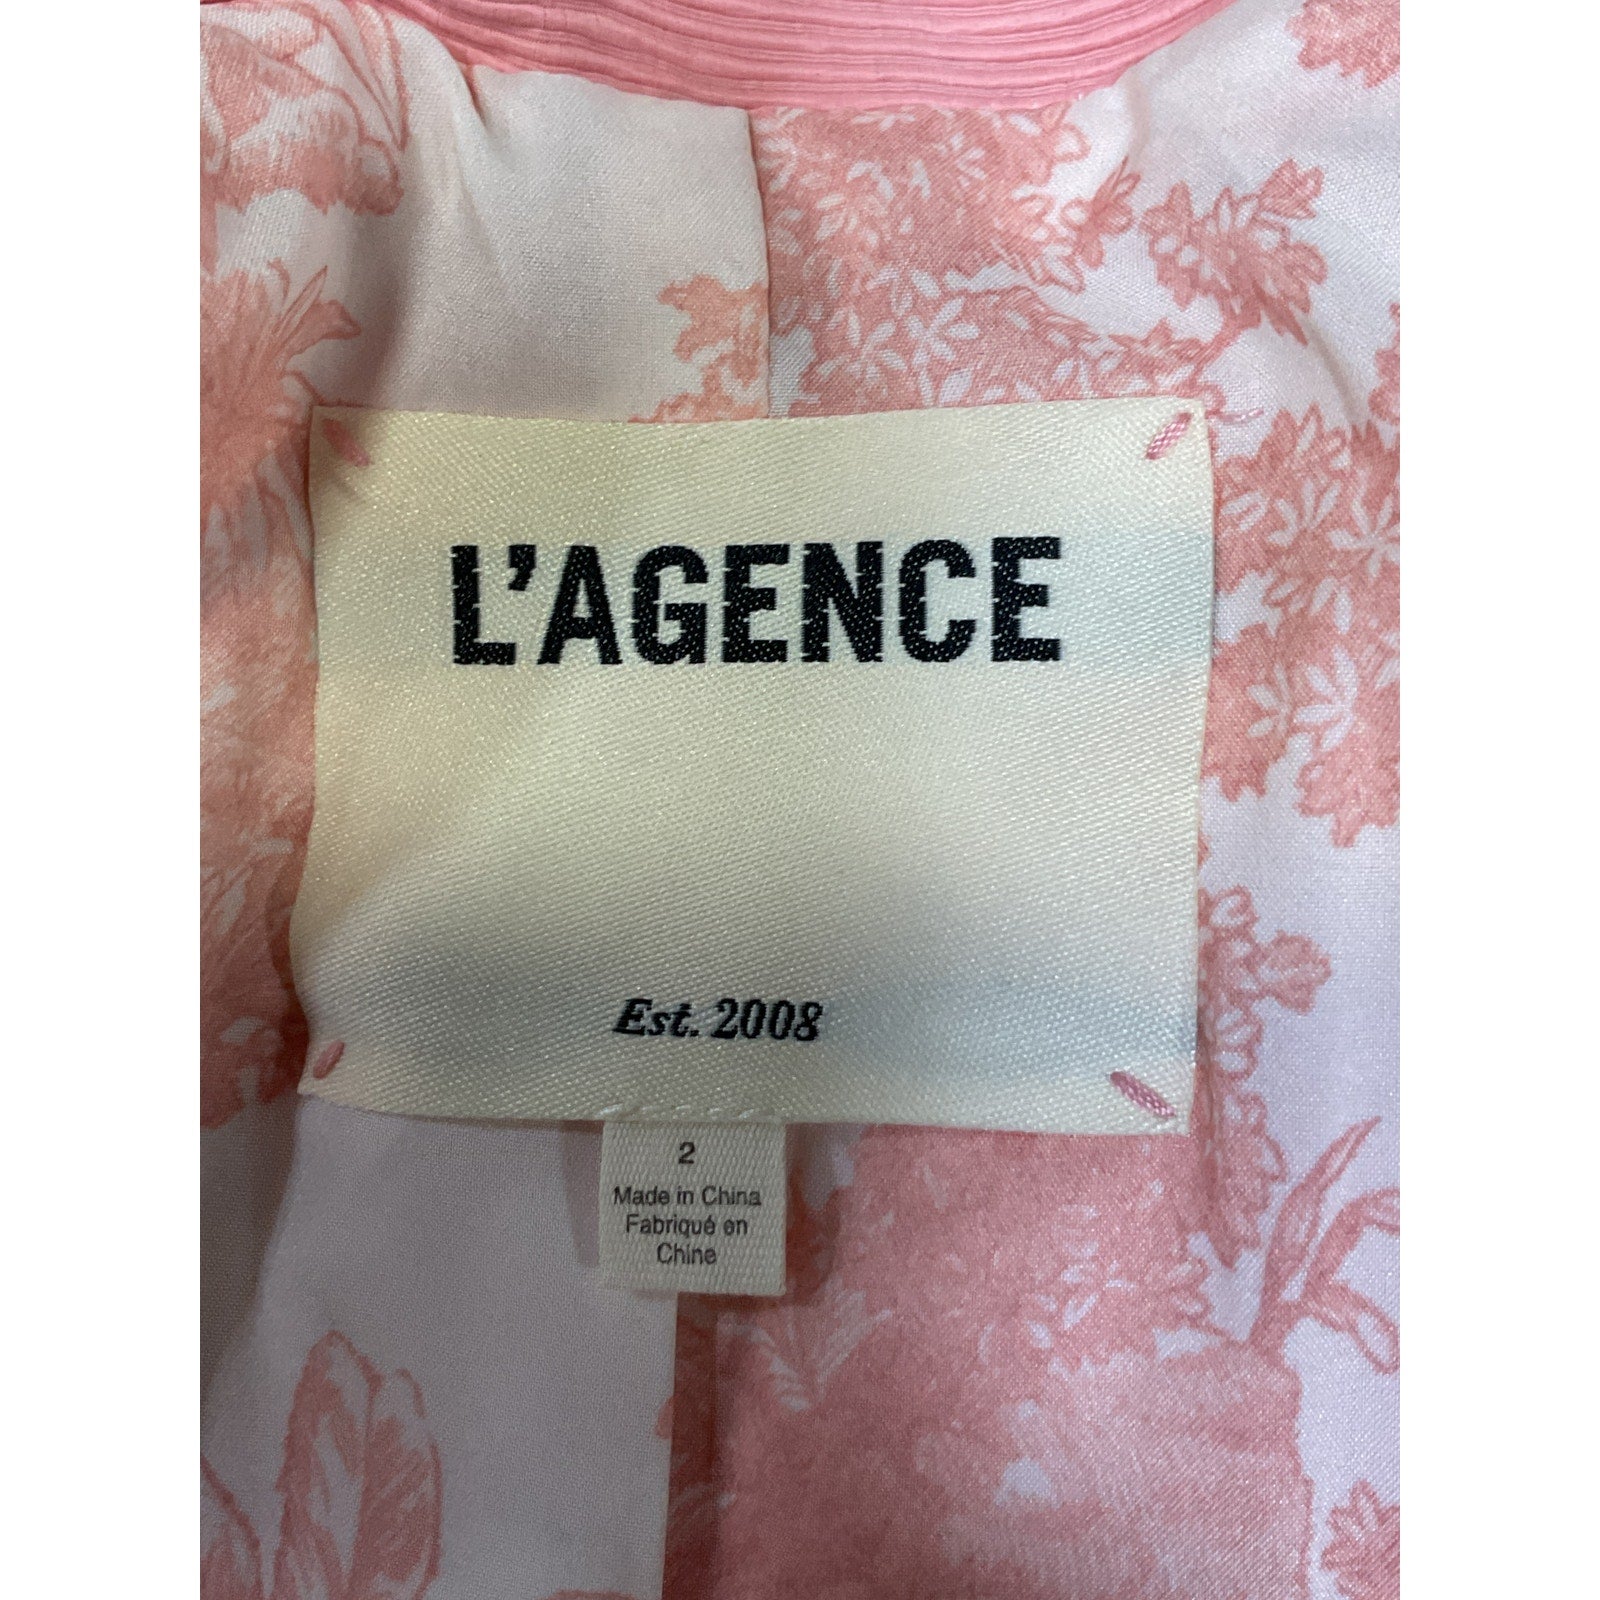 L'AGENCE
Est. 2008
2
Made in China
Fabriqué en
Chine